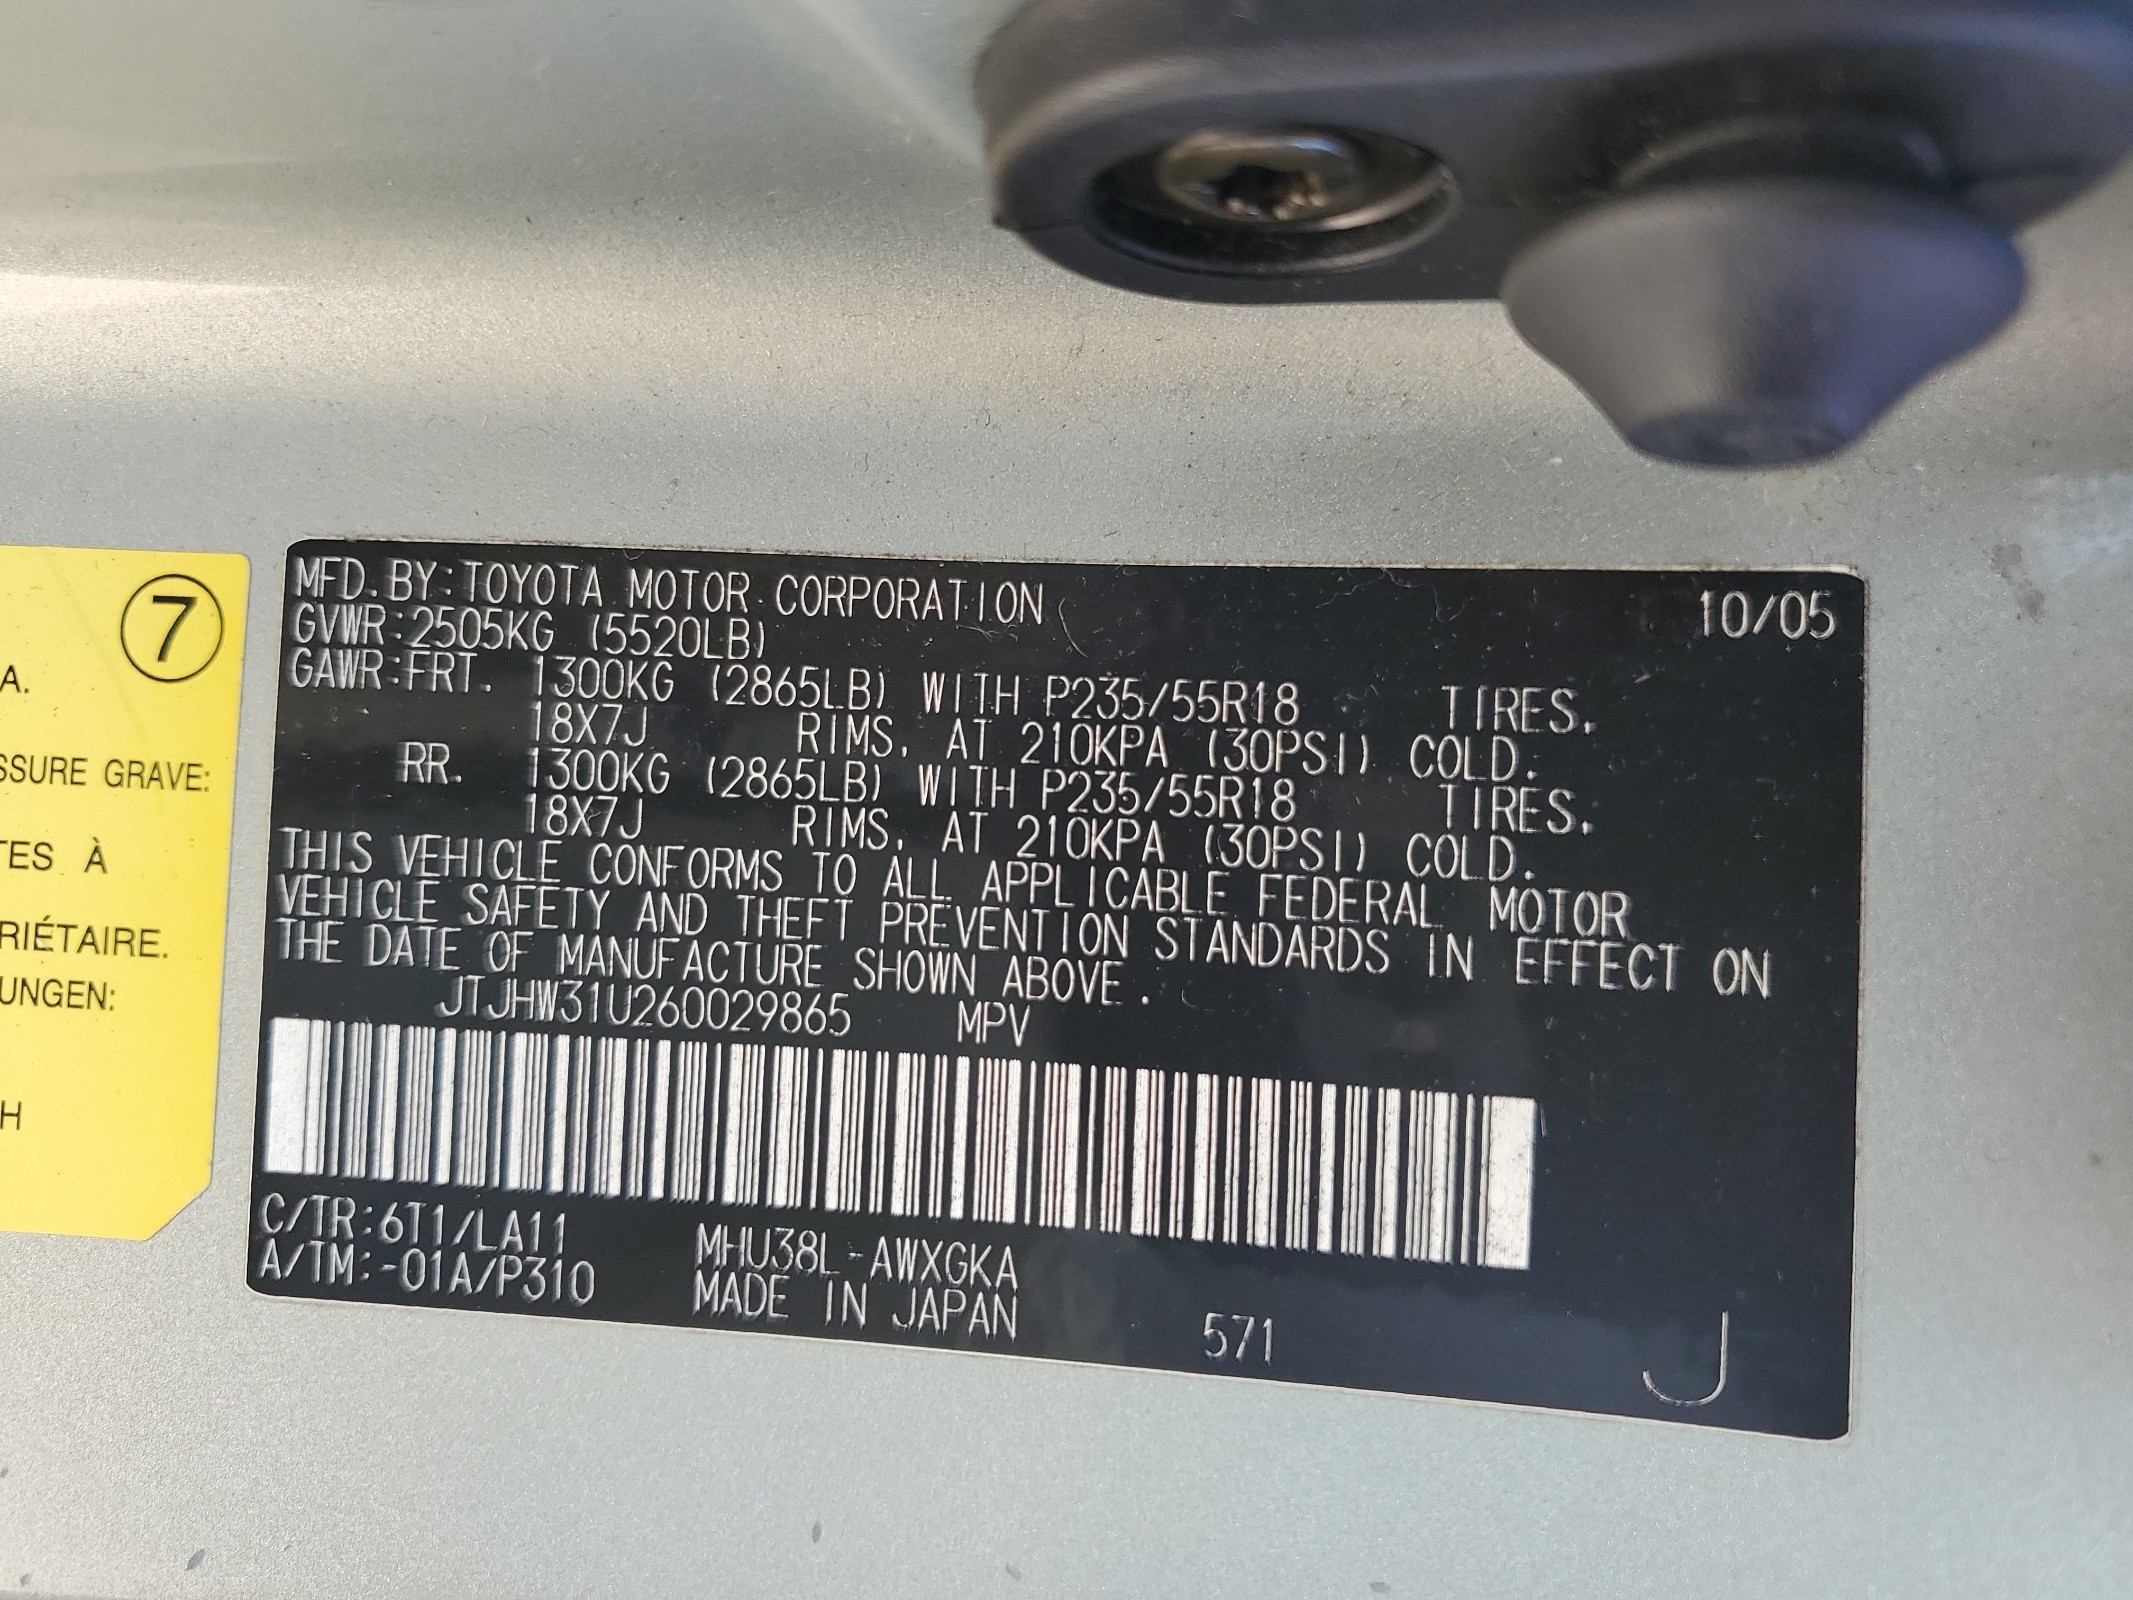 7
A.
SSURE GRAVE:
TES À
RIÉTAIRE.
UNGEN:
H
MFD. BY: TOYOTA MOTOR CORPORATION 10/05
GVWR: 2505KG (5520LB)
GAWR: FRT. 1300KG (2865LB) WITH P235/55R18 TIRES.
18X7J RIMS, AT 210KPA (30PSI) COLD.
RR. 1300KG (2865LB) WITH P235/55R18 TIRES.
18X7J RIMS, AT 210KPA (30PSI) COLD.
THIS VEHICLE CONFORMS TO ALL APPLICABLE FEDERAL MOTOR
VEHICLE SAFETY AND THEFT PREVENTION STANDARDS IN EFFECT ON
THE DATE OF MANUFACTURE SHOWN ABOVE.
JTJHW31U260029865 MPV
C/TR: 6T1/LA11 MHU38L-AWXGKA
A/TM: -01A/P310 MADE IN JAPAN 571 J